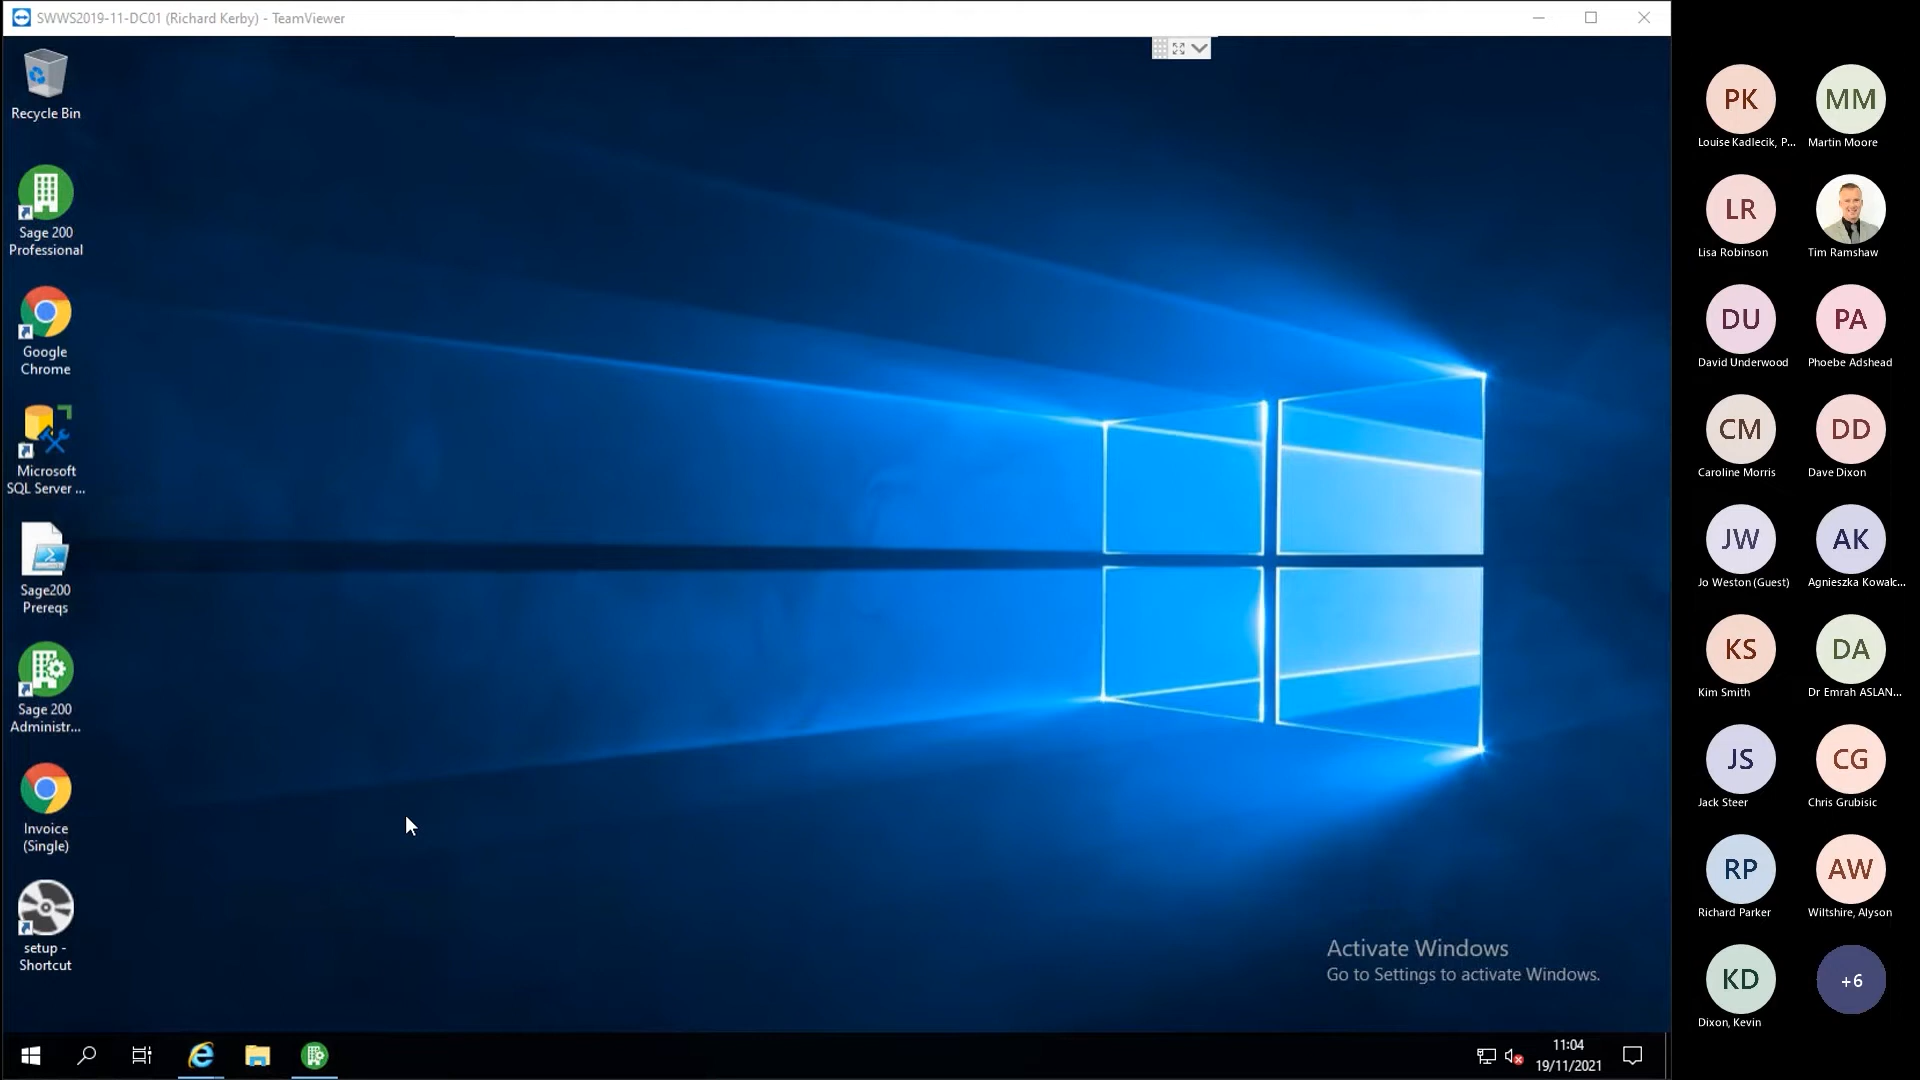 SWWS2019-11-DC01 (Richard Kerby) - TeamViewer
Recycle Bin
Sage 200
Professional
Google
Chrome
Microsoft
SQL Server ...
Sage200
Prereqs
Sage 200
Administr...
Invoice
(Single)
setup -
Shortcut
Activate Windows
Go to Settings to activate Windows.
11:04
19/11/2021
PK
Louise Kadlecik, P...
MM
Martin Moore
LR
Lisa Robinson
Tim Ramshaw
DU
David Underwood
PA
Phoebe Adshead
CM
Caroline Morris
DD
Dave Dixon
JW
Jo Weston (Guest)
AK
Agnieszka Kowalc...
KS
Kim Smith
DA
Dr Emrah ASLAN...
JS
Jack Steer
CG
Chris Grubisic
RP
Richard Parker
AW
Wiltshire, Alyson
KD
Dixon, Kevin
+6